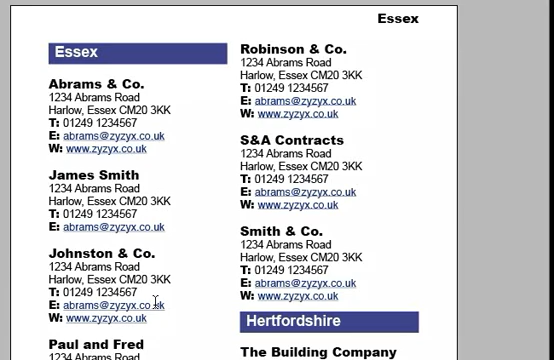 Essex
Essex
Abrams & Co.
1234 Abrams Road
Harlow, Essex CM20 3KK
T: 01249 1234567
E: abrams@zyzyx.co.uk
W: www.zyzyx.co.uk
James Smith
1234 Abrams Road
Harlow, Essex CM20 3KK
T: 01249 1234567
E: abrams@zyzyx.co.uk
Johnston & Co.
1234 Abrams Road
Harlow, Essex CM20 3KK
T: 01249 1234567
E: abrams@zyzyx.co.uk
W: www.zyzyx.co.uk
Paul and Fred
1234 Abrams Road
Robinson & Co.
1234 Abrams Road
Harlow, Essex CM20 3KK
T: 01249 1234567
E: abrams@zyzyx.co.uk
W: www.zyzyx.co.uk
S&A Contracts
1234 Abrams Road
Harlow, Essex CM20 3KK
T: 01249 1234567
E: abrams@zyzyx.co.uk
W: www.zyzyx.co.uk
Smith & Co.
1234 Abrams Road
Harlow, Essex CM20 3KK
T: 01249 1234567
E: abrams@zyzyx.co.uk
W: www.zyzyx.co.uk
Hertfordshire
The Building Company